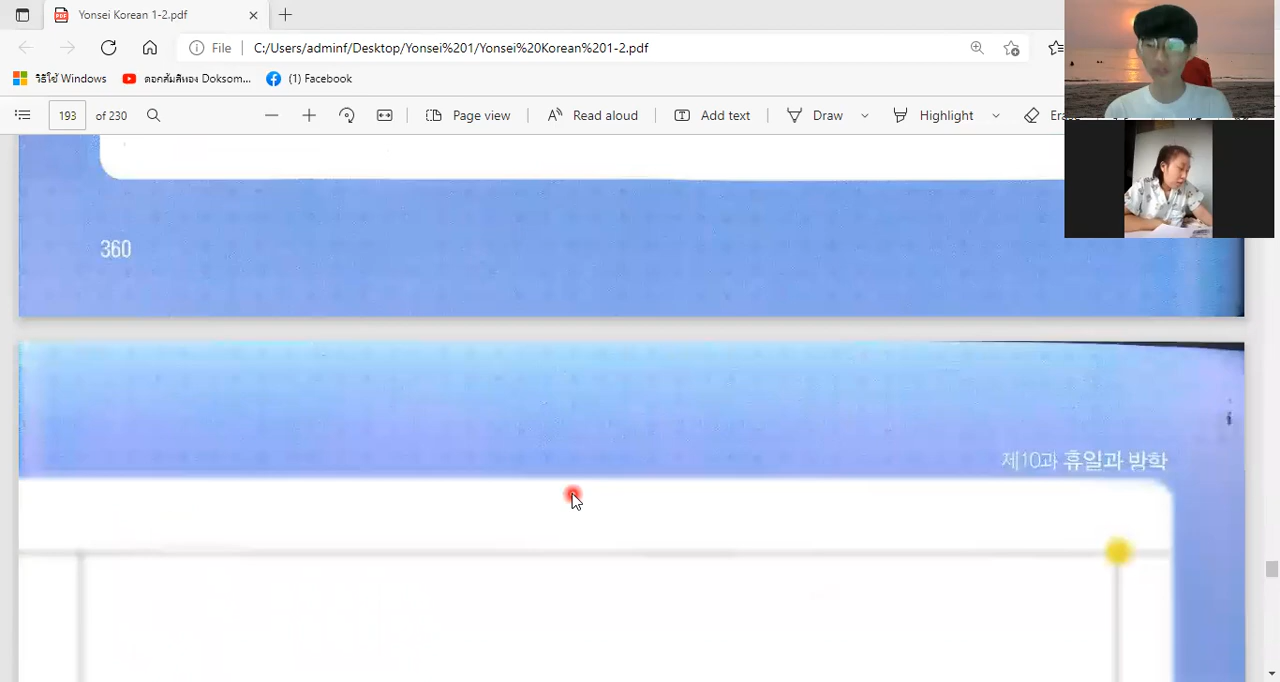 Yonsei Korean 1-2.pdf
File
C:/Users/adminf/Desktop/Yonsei%201/Yonsei%20Korean%201-2.pdf
วิธีใช้ Windows
ดอกส้มสีทอง Doksom...
(1) Facebook
193
of 230
Page view
Read aloud
Add text
Draw
Highlight
360
제10과 휴일과 방학